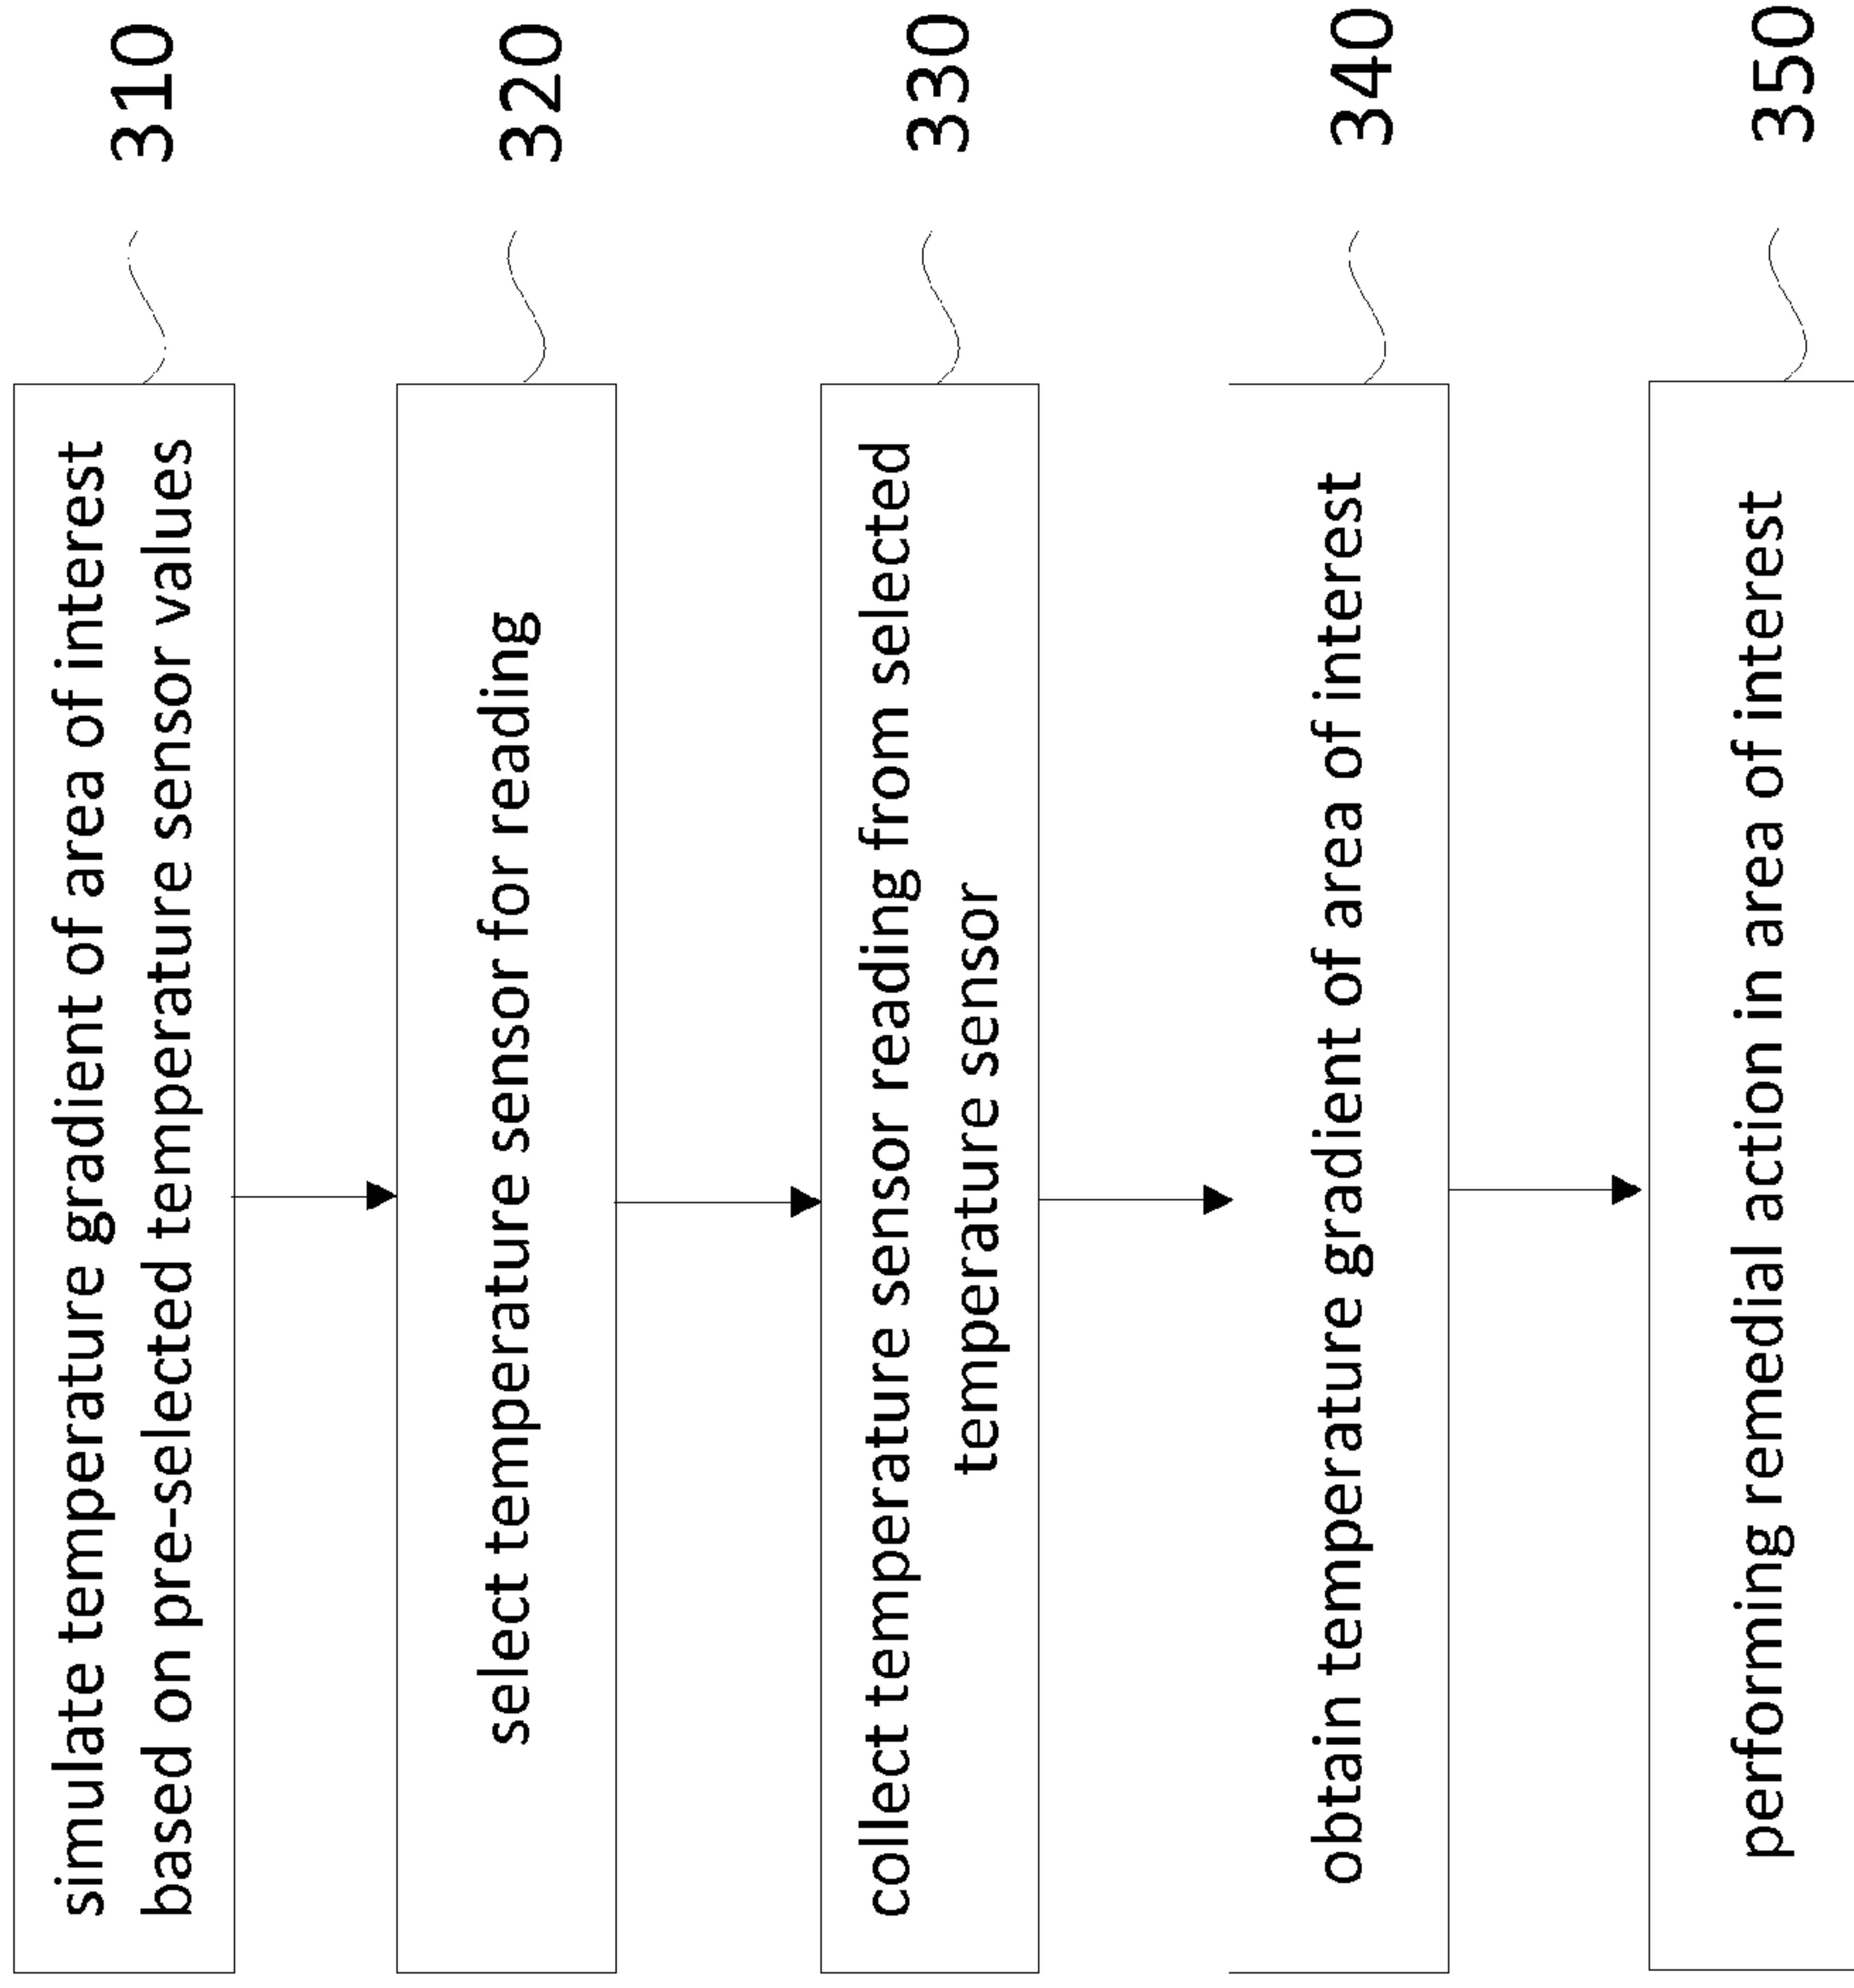 simulate temperature gradient of area of interest
based on pre-selected temperature sensor values
310
select temperature sensor for reading
320
collect temperature sensor reading from selected
temperature sensor
330
obtain temperature gradient of area of interest
340
performing remedial action in area of interest
350